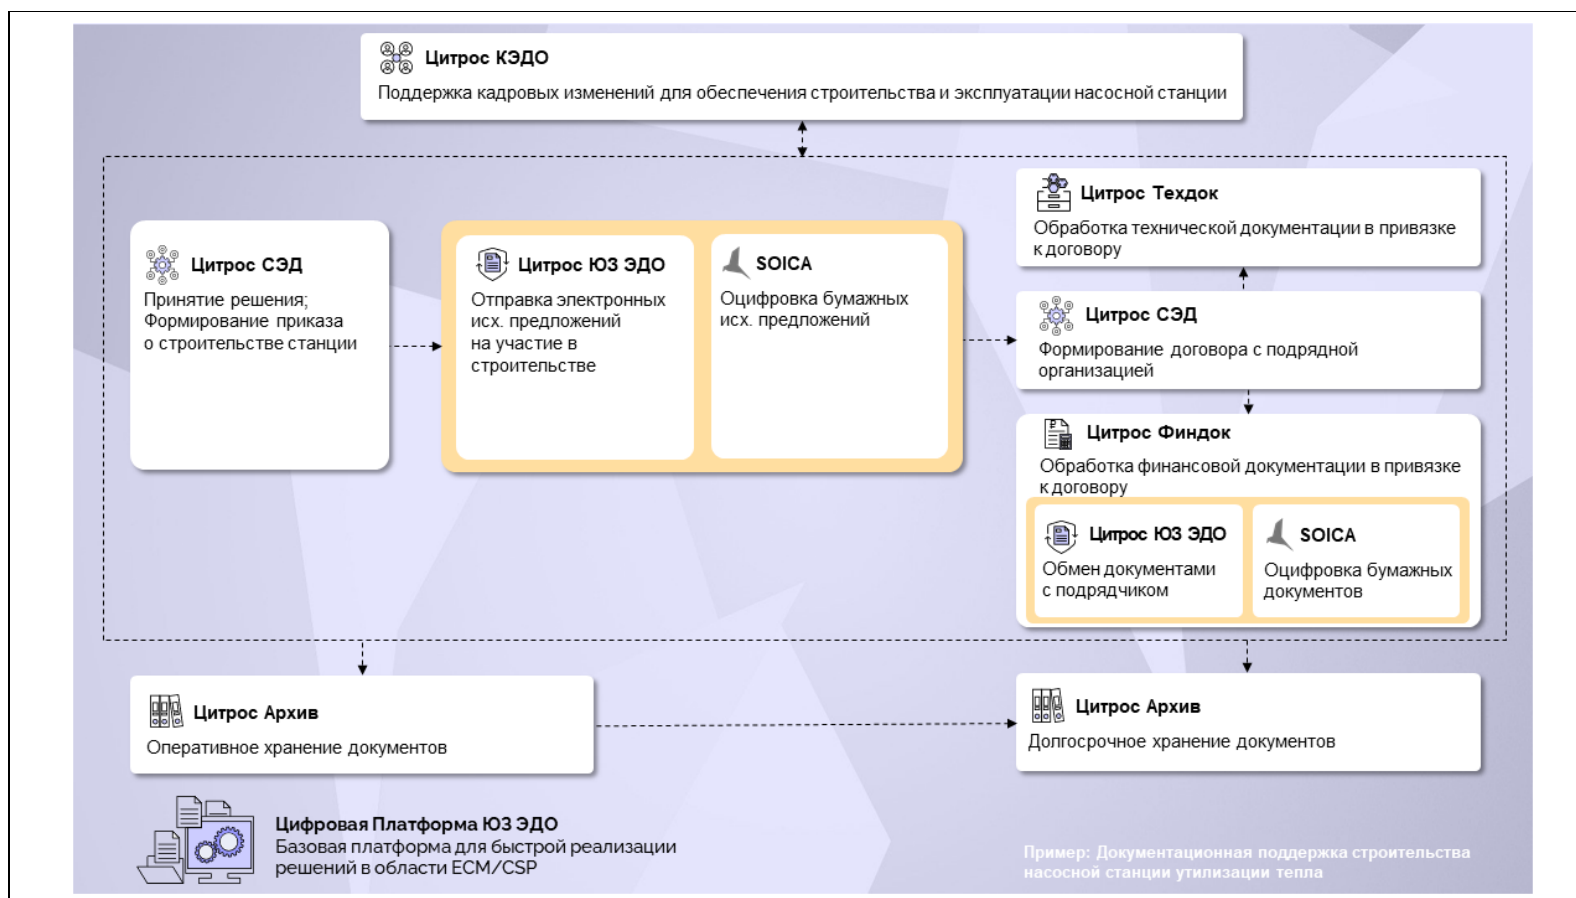 Цитрос КЭДО
Поддержка кадровых изменений для обеспечения строительства и эксплуатации насосной станции
Цитрос СЭД
Принятие решения;
Формирование приказа
о строительстве станции
Цитрос ЮЗ ЭДО
Отправка электронных
исх. предложений
на участие в
строительстве
SOICA
Оцифровка бумажных
исх. предложений
Цитрос Техдок
Обработка технической документации в привязке
к договору
Цитрос СЭД
Формирование договора с подрядной
организацией
Цитрос Финдок
Обработка финансовой документации в привязке
к договору
Цитрос ЮЗ ЭДО
Обмен документами
с подрядчиком
SOICA
Оцифровка бумажных
документов
Цитрос Архив
Оперативное хранение документов
Цитрос Архив
Долгосрочное хранение документов
Цифровая Платформа ЮЗ ЭДО
Базовая платформа для быстрой реализации
решений в области ECM/CSP
Пример: Документационная поддержка строительства
насосной станции утилизации тепла